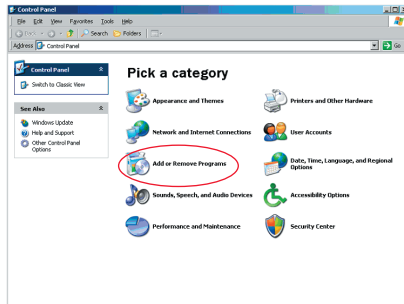 Control Panel
File Edit View Favorites Tools Help
Back Search Folders
Address Control Panel Go
Control Panel
Switch to Classic View
See Also
Windows Update
Help and Support
Other Control Panel
Options
Pick a category
Appearance and Themes
Printers and Other Hardware
Network and Internet Connections
User Accounts
Add or Remove Programs
Date, Time, Language, and Regional
Options
Sounds, Speech, and Audio Devices
Accessibility Options
Performance and Maintenance
Security Center